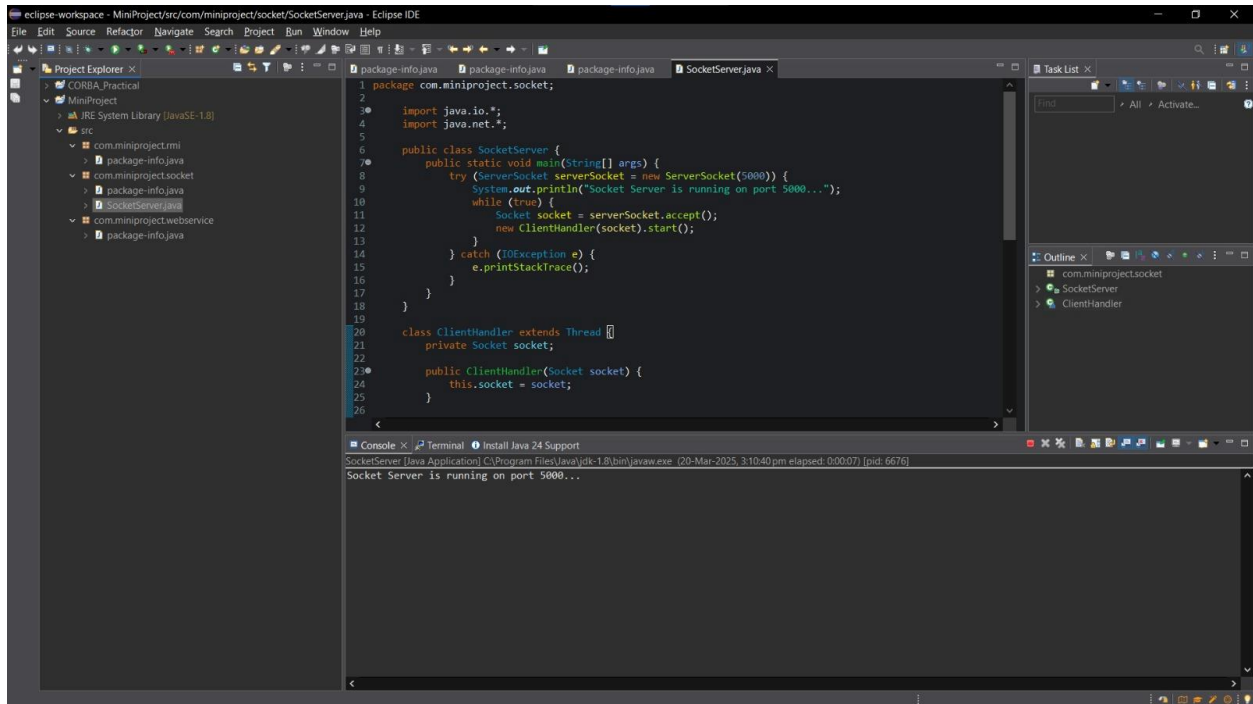 eclipse-workspace - MiniProject/src/com/miniproject/socket/SocketServer.java - Eclipse IDE
File Edit Source Refactor Navigate Search Project Run Window Help
Project Explorer
CORBA_Practical
MiniProject
JRE System Library [JavaSE-1.8]
src
com.miniproject.rmi
package-info.java
com.miniproject.socket
package-info.java
SocketServer.java
com.miniproject.webservice
package-info.java
package-info.java package-info.java package-info.java SocketServer.java
1 package com.miniproject.socket;
2
3 import java.io.*;
4 import java.net.*;
5
6 public class SocketServer {
7 public static void main(String[] args) {
8 try (ServerSocket serverSocket = new ServerSocket(5000)) {
9 System.out.println("Socket Server is running on port 5000...");
10 while (true) {
11 Socket socket = serverSocket.accept();
12 new ClientHandler(socket).start();
13 }
14 } catch (IOException e) {
15 e.printStackTrace();
16 }
17 }
18 }
19
20 class ClientHandler extends Thread {
21 private Socket socket;
22
23 public ClientHandler(Socket socket) {
24 this.socket = socket;
25 }
26
Task List
Find All Activate...
Outline
com.miniproject.socket
SocketServer
ClientHandler
Console Terminal Install Java 24 Support
SocketServer [Java Application] C:\Program Files\Java\jdk-1.8\bin\javaw.exe (20-Mar-2025, 3:10:40 pm elapsed: 0:00:07) [pid: 6676]
Socket Server is running on port 5000...